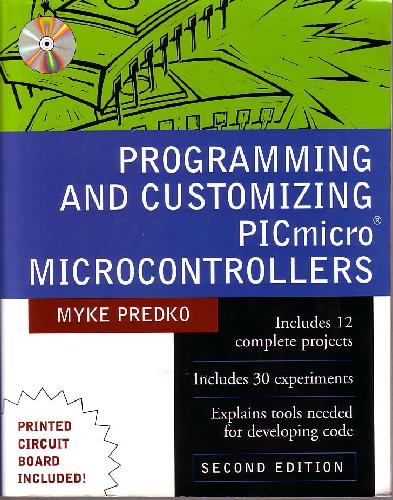 PROGRAMMING
AND CUSTOMIZING
PICmicro®
MICROCONTROLLERS
MYKE PREDKO
Includes 12
complete projects
Includes 30 experiments
Explains tools needed
for developing code
SECOND EDITION
PRINTED
CIRCUIT
BOARD
INCLUDED!